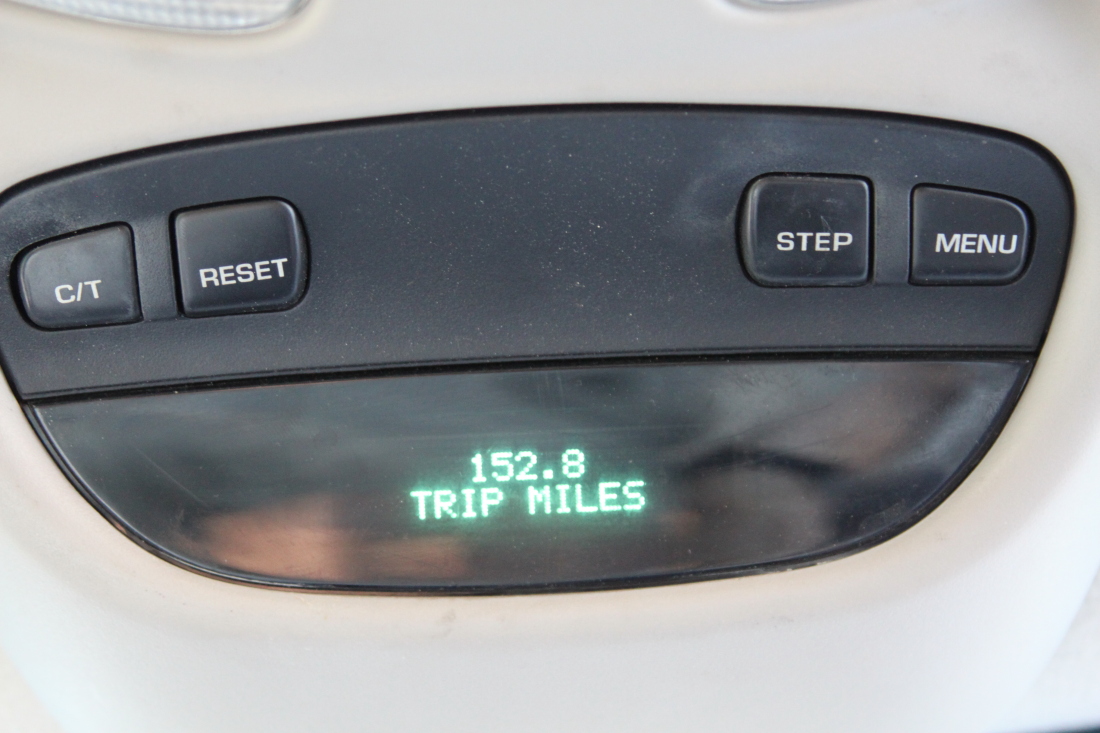 C/T
RESET
STEP
MENU
152.8
TRIP MILES